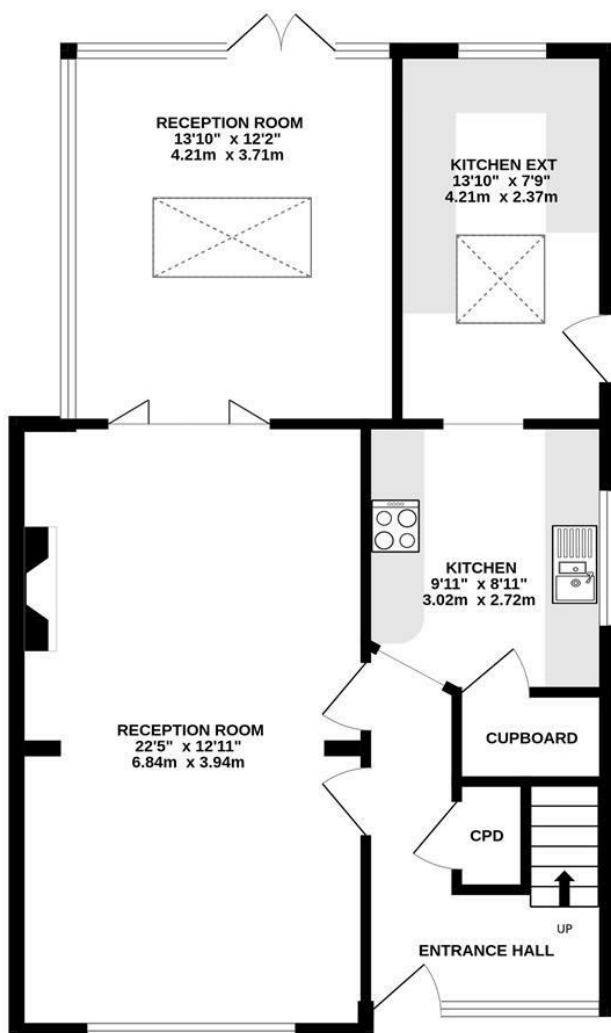 RECEPTION ROOM
13'10" x 12'2"
4.21m x 3.71m
KITCHEN EXT
13'10" x 7'9"
4.21m x 2.37m
KITCHEN
9'11" x 8'11"
3.02m x 2.72m
RECEPTION ROOM
22'5" x 12'11"
6.84m x 3.94m
CUPBOARD
CPD
UP
ENTRANCE HALL